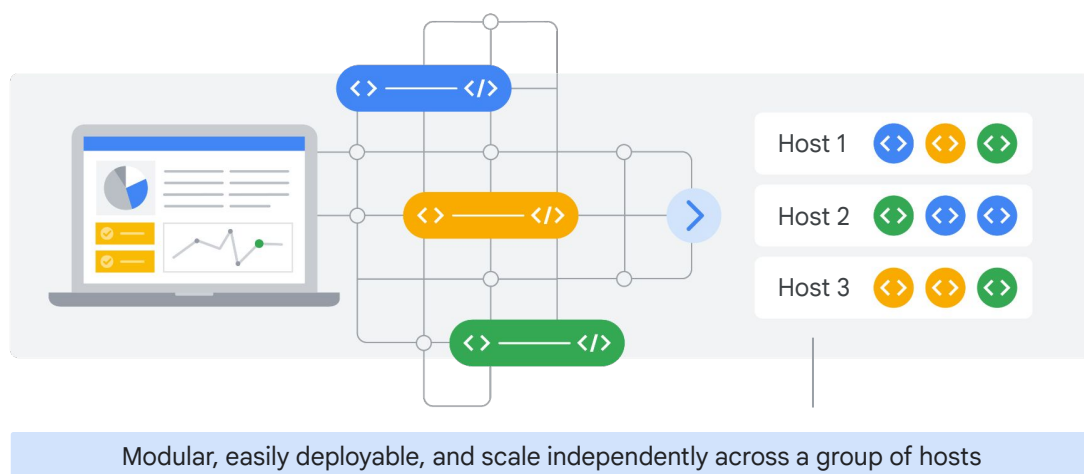 < > </>
Host 1 < > < > < >
< > </>
Host 2 < > < > < >
Host 3 < > < > < >
< > </>
Modular, easily deployable, and scale independently across a group of hosts